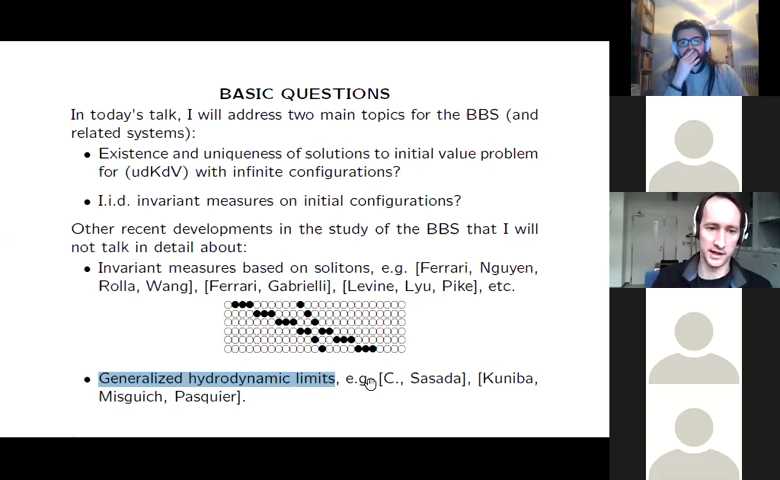 BASIC QUESTIONS
In today's talk, I will address two main topics for the BBS (and
related systems):
• Existence and uniqueness of solutions to initial value problem
for (udKdV) with infinite configurations?
• I.i.d. invariant measures on initial configurations?
Other recent developments in the study of the BBS that I will
not talk in detail about:
• Invariant measures based on solitons, e.g. [Ferrari, Nguyen,
Rolla, Wang], [Ferrari, Gabrielli], [Levine, Lyu, Pike], etc.
• Generalized hydrodynamic limits, e.g. [C., Sasada], [Kuniba,
Misguich, Pasquier].